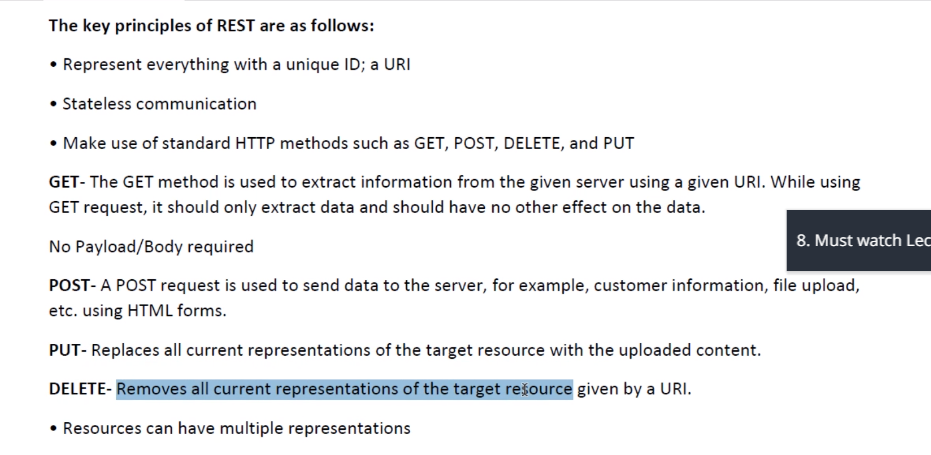 The key principles of REST are as follows:
• Represent everything with a unique ID; a URI
• Stateless communication
• Make use of standard HTTP methods such as GET, POST, DELETE, and PUT
GET- The GET method is used to extract information from the given server using a given URI. While using
GET request, it should only extract data and should have no other effect on the data.
No Payload/Body required
8. Must watch Lec
POST- A POST request is used to send data to the server, for example, customer information, file upload,
etc. using HTML forms.
PUT- Replaces all current representations of the target resource with the uploaded content.
DELETE- Removes all current representations of the target resource given by a URI.
• Resources can have multiple representations